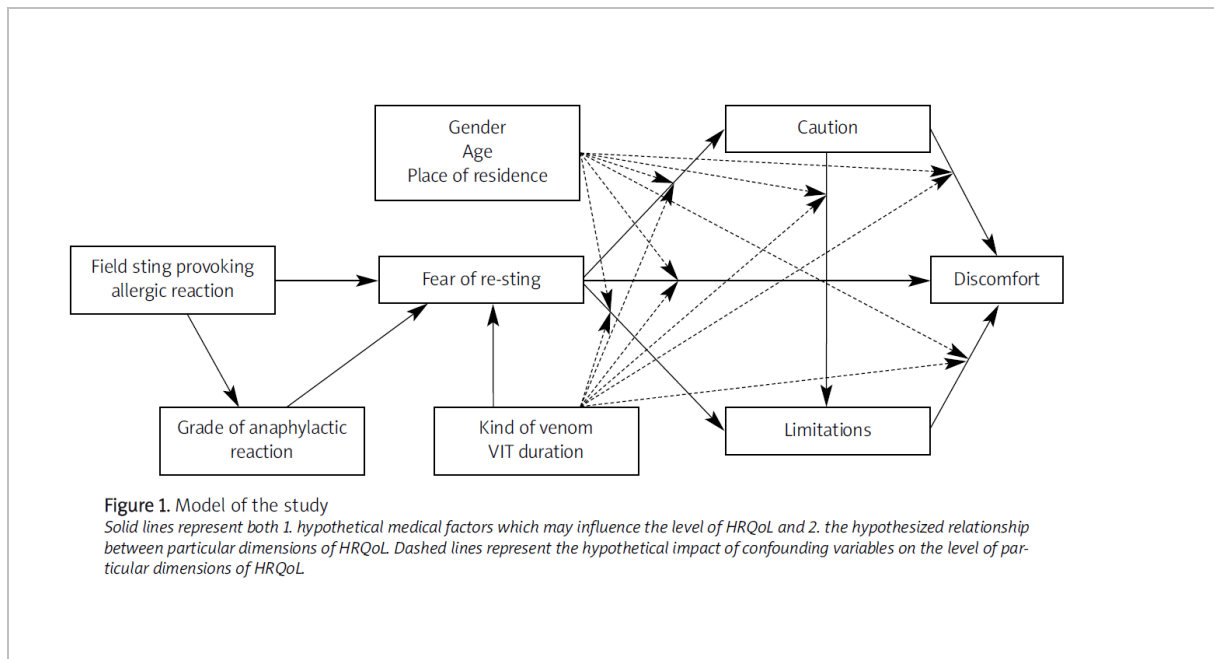 Gender
Age
Place of residence
Caution
Field sting provoking
allergic reaction
Fear of re-sting
Discomfort
Grade of anaphylactic
reaction
Kind of venom
VIT duration
Limitations
Figure 1. Model of the study
Solid lines represent both 1. hypothetical medical factors which may influence the level of HRQoL and 2. the hypothesized relationship
between particular dimensions of HRQoL. Dashed lines represent the hypothetical impact of confounding variables on the level of par-
ticular dimensions of HRQoL.